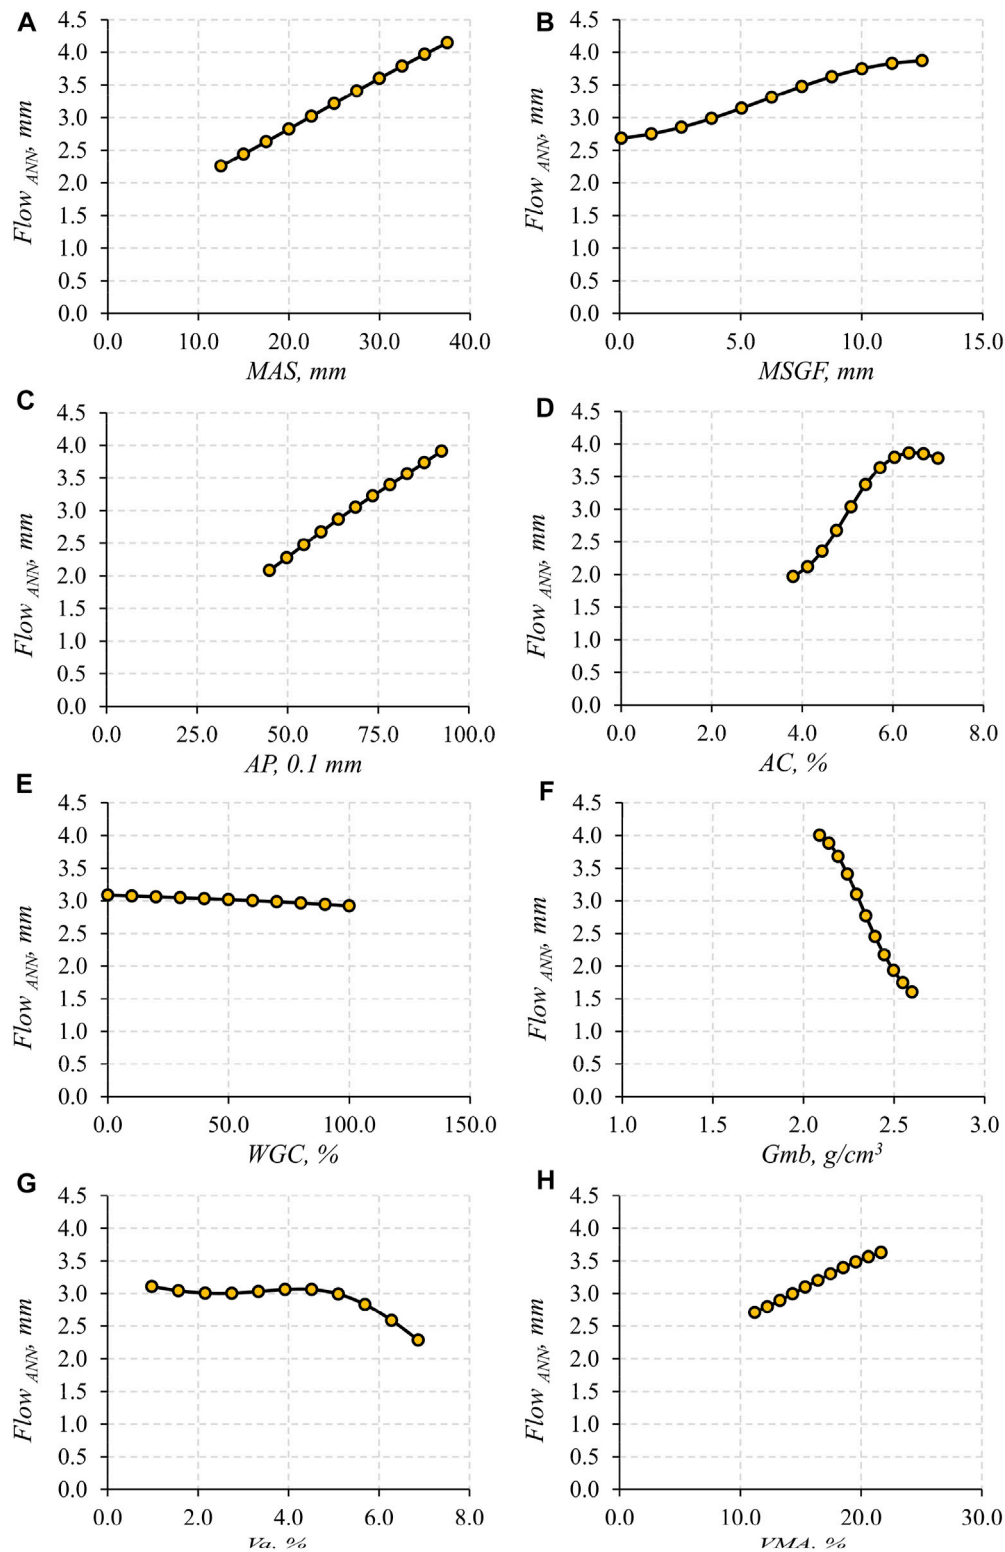 A
4.5
4.0
3.5
3.0
2.5
2.0
1.5
1.0
0.5
0.0
Flow ANN, mm
0.0 10.0 20.0 30.0 40.0
MAS, mm
B
4.5
4.0
3.5
3.0
2.5
2.0
1.5
1.0
0.5
0.0
Flow ANN, mm
0.0 5.0 10.0 15.0
MSGF, mm
C
4.5
4.0
3.5
3.0
2.5
2.0
1.5
1.0
0.5
0.0
Flow ANN, mm
0.0 25.0 50.0 75.0 100.0
AP, 0.1 mm
D
4.5
4.0
3.5
3.0
2.5
2.0
1.5
1.0
0.5
0.0
Flow ANN, mm
0.0 2.0 4.0 6.0 8.0
AC, %
E
4.5
4.0
3.5
3.0
2.5
2.0
1.5
1.0
0.5
0.0
Flow ANN, mm
0.0 50.0 100.0 150.0
WGC, %
F
4.5
4.0
3.5
3.0
2.5
2.0
1.5
1.0
0.5
0.0
Flow ANN, mm
1.0 1.5 2.0 2.5 3.0
Gmb, g/cm³
G
4.5
4.0
3.5
3.0
2.5
2.0
1.5
1.0
0.5
0.0
Flow ANN, mm
0.0 2.0 4.0 6.0 8.0
Va, %
H
4.5
4.0
3.5
3.0
2.5
2.0
1.5
1.0
0.5
0.0
Flow ANN, mm
0.0 10.0 20.0 30.0
VMA, %